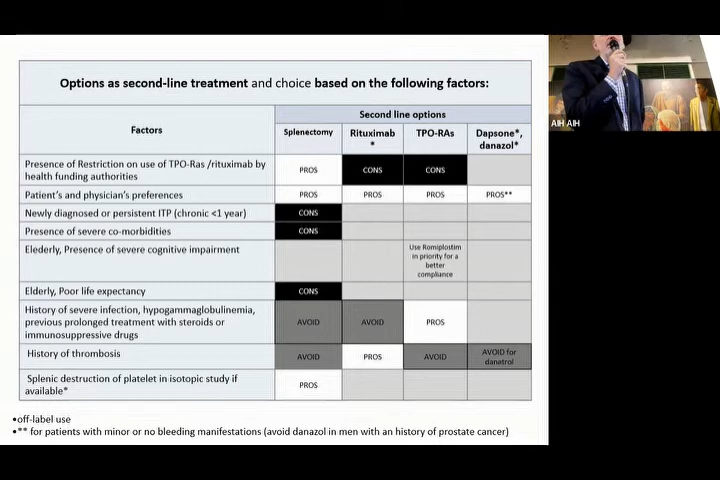 Options as second-line treatment and choice based on the following factors:
Factors
Second line options
Splenectomy
Rituximab
*
TPO-RAs
Dapsone*,
danazol*
Presence of Restriction on use of TPO-Ras /rituximab by
health funding authorities
PROS
CONS
CONS
Patient's and physician's preferences
PROS
PROS
PROS
PROS**
Newly diagnosed or persistent ITP (chronic <1 year)
CONS
Presence of severe co-morbidities
CONS
Elederly, Presence of severe cognitive impairment
Use Romiplostim
in priority for a
better
compliance
Elderly, Poor life expectancy
CONS
History of severe infection, hypogammaglobulinemia,
previous prolonged treatment with steroids or
immunosuppressive drugs
AVOID
AVOID
PROS
History of thrombosis
AVOID
PROS
AVOID
AVOID for
danatrol
Splenic destruction of platelet in isotopic study if
available*
PROS
•off-label use
•** for patients with minor or no bleeding manifestations (avoid danazol in men with an history of prostate cancer)
AIH AIH